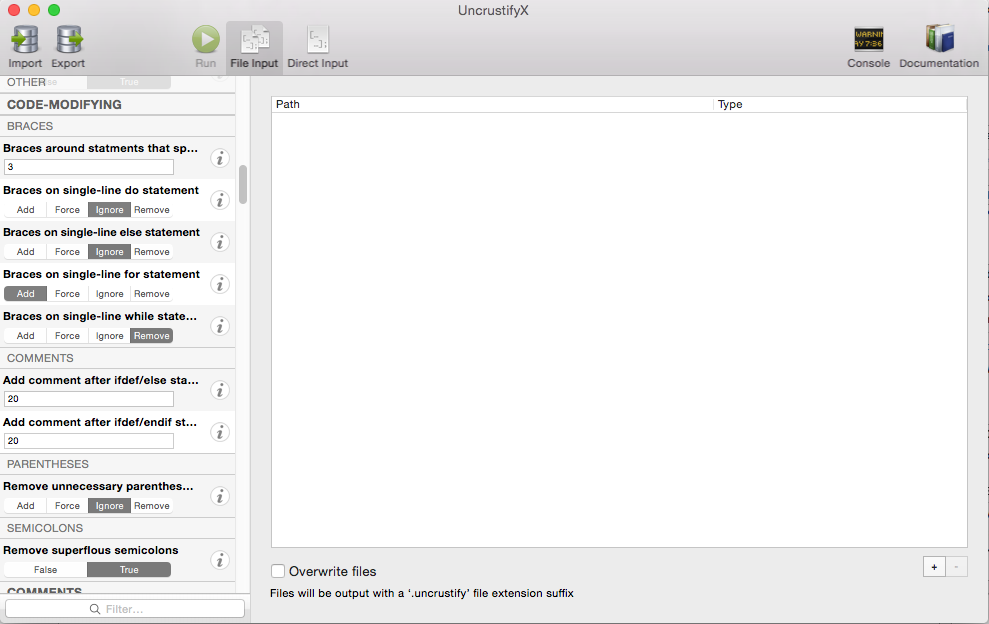 UncrustifyX
Import Export Run File Input Direct Input Console Documentation
OTHER
True
CODE-MODIFYING
BRACES
Braces around statments that sp...
3
Braces on single-line do statement
Add Force Ignore Remove
Braces on single-line else statement
Add Force Ignore Remove
Braces on single-line for statement
Add Force Ignore Remove
Braces on single-line while state...
Add Force Ignore Remove
COMMENTS
Add comment after ifdef/else sta...
20
Add comment after ifdef/endif st...
20
PARENTHESES
Remove unnecessary parenthes...
Add Force Ignore Remove
SEMICOLONS
Remove superflous semicolons
False True
COMMENTS
Filter...
Path Type
Overwrite files
+ -
Files will be output with a ‘.uncrustify’ file extension suffix